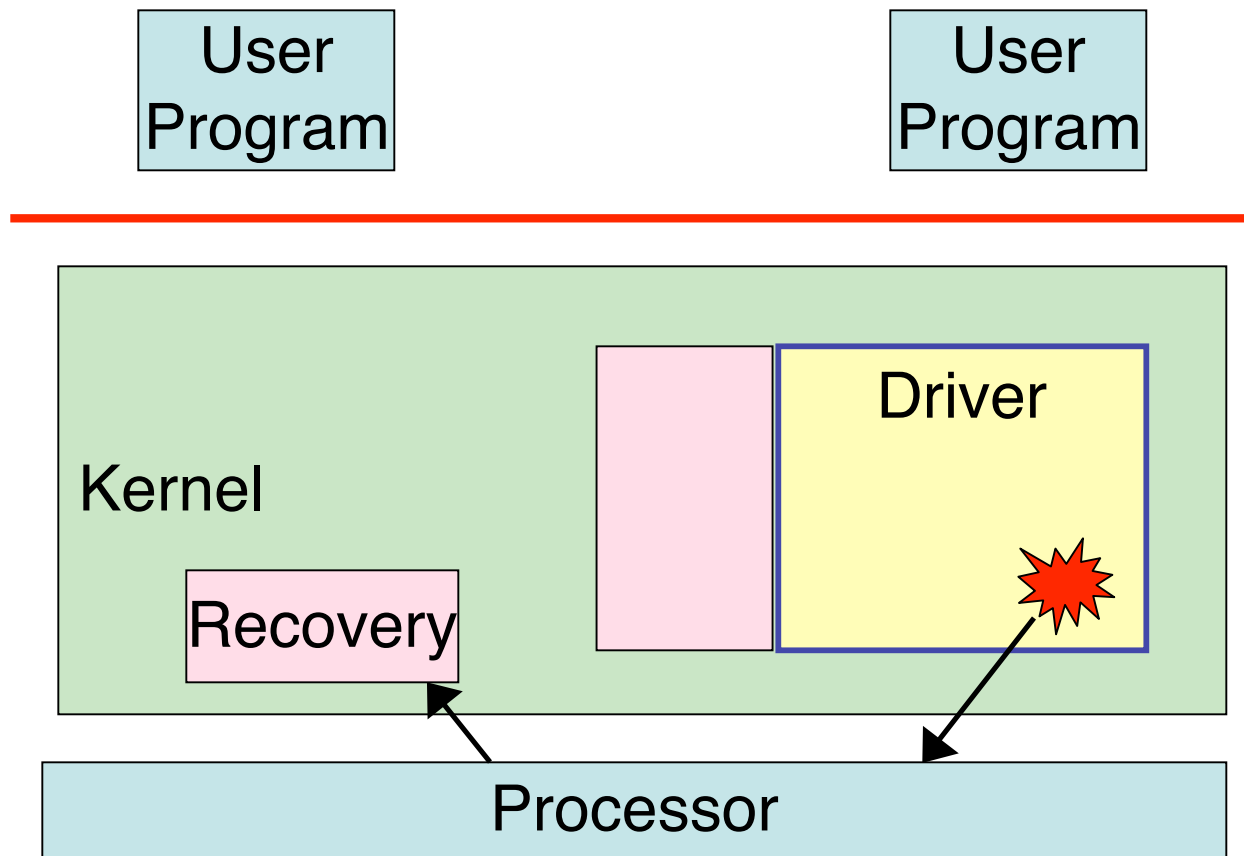 User
Program
User
Program
Driver
Kernel
Recovery
Processor